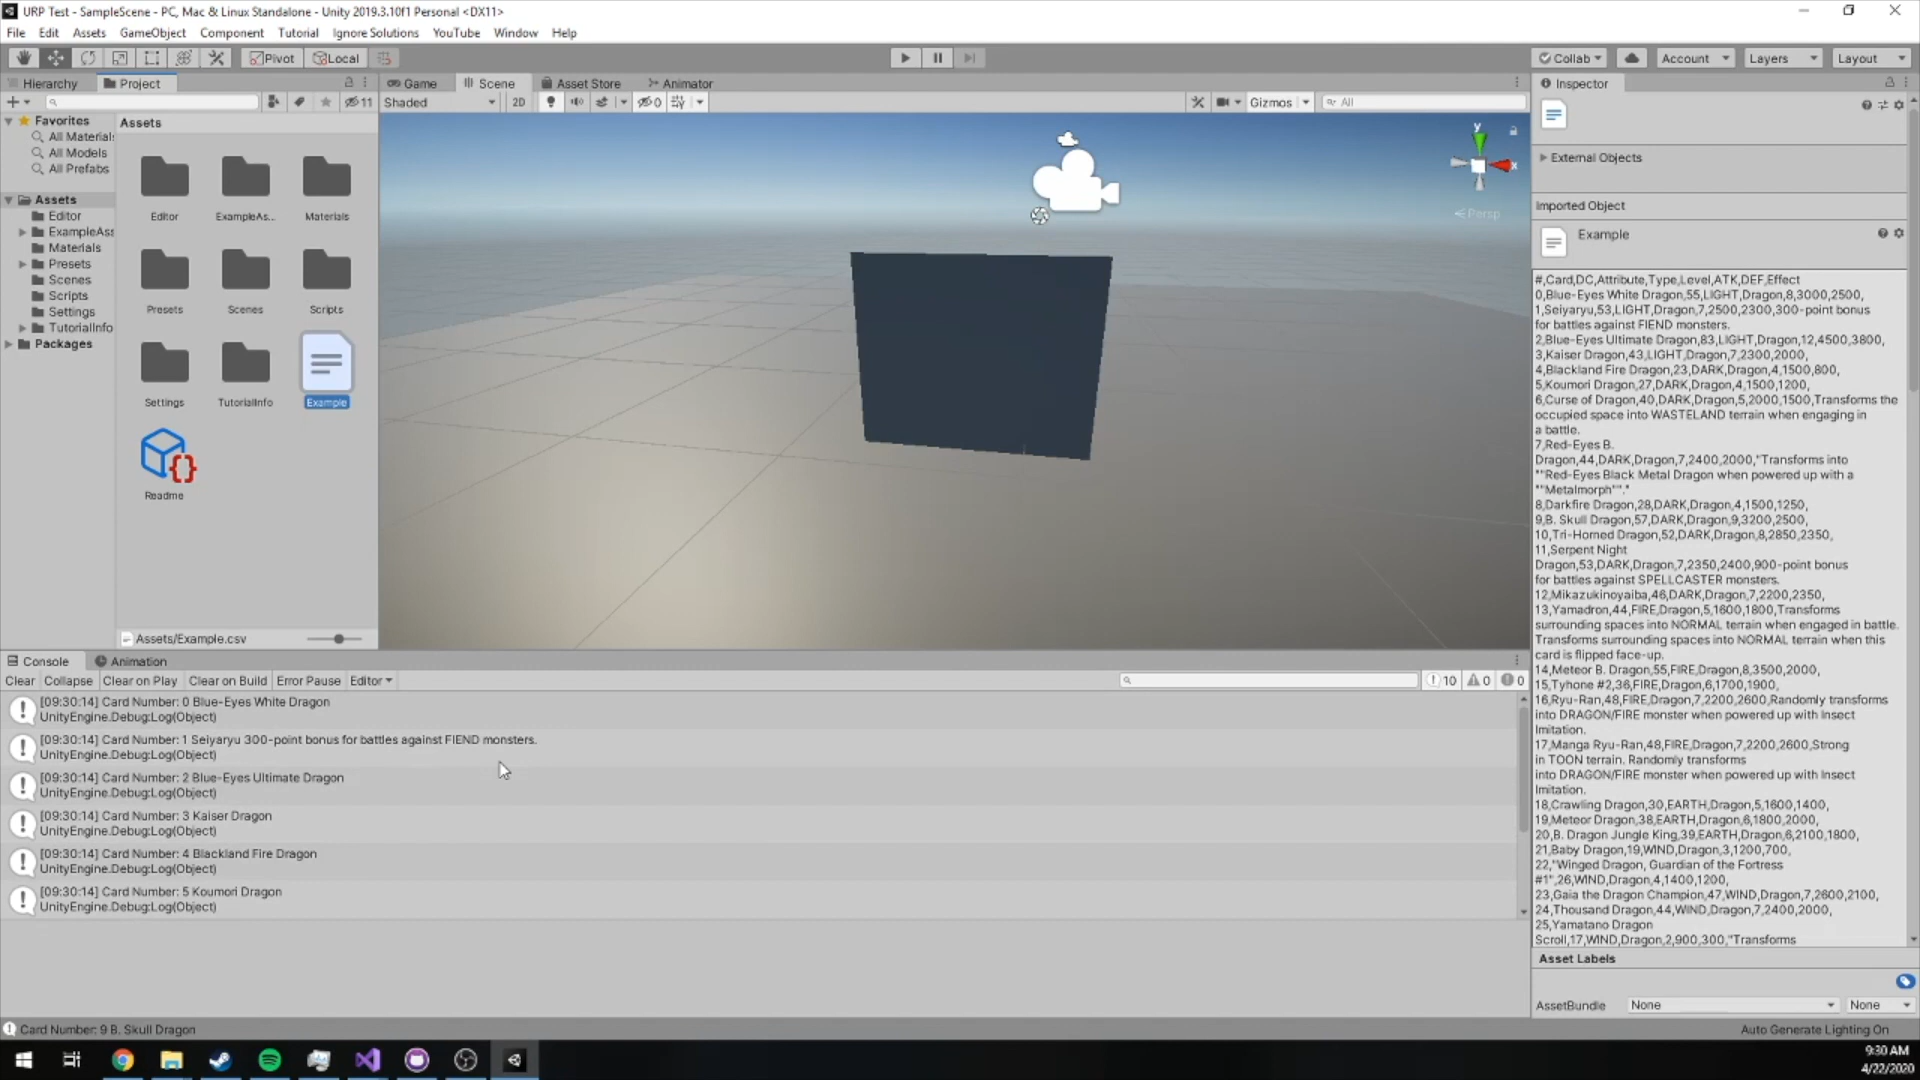 URP Test - SampleScene - PC, Mac & Linux Standalone - Unity 2019.3.10f1 Personal <DX11>
File Edit Assets GameObject Component Tutorial Ignore Solutions YouTube Window Help
Pivot Local Collab Account Layers Layout
Hierarchy Project
11
Favorites
All Materials
All Models
All Prefabs
Assets
Editor
ExampleAss
Materials
Presets
Scenes
Scripts
Settings
TutorialInfo
Packages
Assets
Editor ExampleAs... Materials
Presets Scenes Scripts
Settings TutorialInfo Example
Readme
Assets/Example.csv
Game Scene Asset Store Animator
Shaded 2D 0 Gizmos All
y
x
Persp
Console Animation
Clear Collapse Clear on Play Clear on Build Error Pause Editor 10 0 0
[09:30:14] Card Number: 0 Blue-Eyes White Dragon
UnityEngine.Debug:Log(Object)
[09:30:14] Card Number: 1 Seiyaryu 300-point bonus for battles against FIEND monsters.
UnityEngine.Debug:Log(Object)
[09:30:14] Card Number: 2 Blue-Eyes Ultimate Dragon
UnityEngine.Debug:Log(Object)
[09:30:14] Card Number: 3 Kaiser Dragon
UnityEngine.Debug:Log(Object)
[09:30:14] Card Number: 4 Blackland Fire Dragon
UnityEngine.Debug:Log(Object)
[09:30:14] Card Number: 5 Koumori Dragon
UnityEngine.Debug:Log(Object)
Inspector
External Objects
Imported Object
Example
#,Card,DC,Attribute,Type,Level,ATK,DEF,Effect
0,Blue-Eyes White Dragon,55,LIGHT,Dragon,8,3000,2500,
1,Seiyaryu,53,LIGHT,Dragon,7,2500,2300,300-point bonus
for battles against FIEND monsters.
2,Blue-Eyes Ultimate Dragon,83,LIGHT,Dragon,12,4500,3800,
3,Kaiser Dragon,43,LIGHT,Dragon,7,2300,2000,
4,Blackland Fire Dragon,23,DARK,Dragon,4,1500,800,
5,Koumori Dragon,27,DARK,Dragon,4,1500,1200,
6,Curse of Dragon,40,DARK,Dragon,5,2000,1500,Transforms the
occupied space into WASTELAND terrain when engaging in
a battle.
7,Red-Eyes B.
Dragon,44,DARK,Dragon,7,2400,2000,"Transforms into
""Red-Eyes Black Metal Dragon when powered up with a
""Metalmorph""."
8,Darkfire Dragon,28,DARK,Dragon,4,1500,1250,
9,B. Skull Dragon,57,DARK,Dragon,9,3200,2500,
10,Tri-Horned Dragon,52,DARK,Dragon,8,2850,2350,
11,Serpent Night
Dragon,53,DARK,Dragon,7,2350,2400,900-point bonus
for battles against SPELLCASTER monsters.
12,Mikazukinoyaiba,46,DARK,Dragon,7,2200,2350,
13,Yamadron,44,FIRE,Dragon,5,1600,1800,Transforms
surrounding spaces into NORMAL terrain when engaged in battle.
Transforms surrounding spaces into NORMAL terrain when this
card is flipped face-up.
14,Meteor B. Dragon,55,FIRE,Dragon,8,3500,2000,
15,Tyhone #2,36,FIRE,Dragon,6,1700,1900,
16,Ryu-Ran,48,FIRE,Dragon,7,2200,2600,Randomly transforms
into DRAGON/FIRE monster when powered up with Insect
Imitation.
17,Manga Ryu-Ran,48,FIRE,Dragon,7,2200,2600,Strong
in TOON terrain. Randomly transforms
into DRAGON/FIRE monster when powered up with Insect
Imitation.
18,Crawling Dragon,30,EARTH,Dragon,5,1600,1400,
19,Meteor Dragon,38,EARTH,Dragon,6,1800,2000,
20,B. Dragon Jungle King,39,EARTH,Dragon,6,2100,1800,
21,Baby Dragon,19,WIND,Dragon,3,1200,700,
22,"Winged Dragon, Guardian of the Fortress
#1",26,WIND,Dragon,4,1400,1200,
23,Gaia the Dragon Champion,47,WIND,Dragon,7,2600,2100,
24,Thousand Dragon,44,WIND,Dragon,7,2400,2000,
25,Yamatano Dragon
Scroll,17,WIND,Dragon,2,900,300,"Transforms
Asset Labels
AssetBundle None None
Card Number: 9 B. Skull Dragon
Auto Generate Lighting On
9:30 AM
4/22/2020